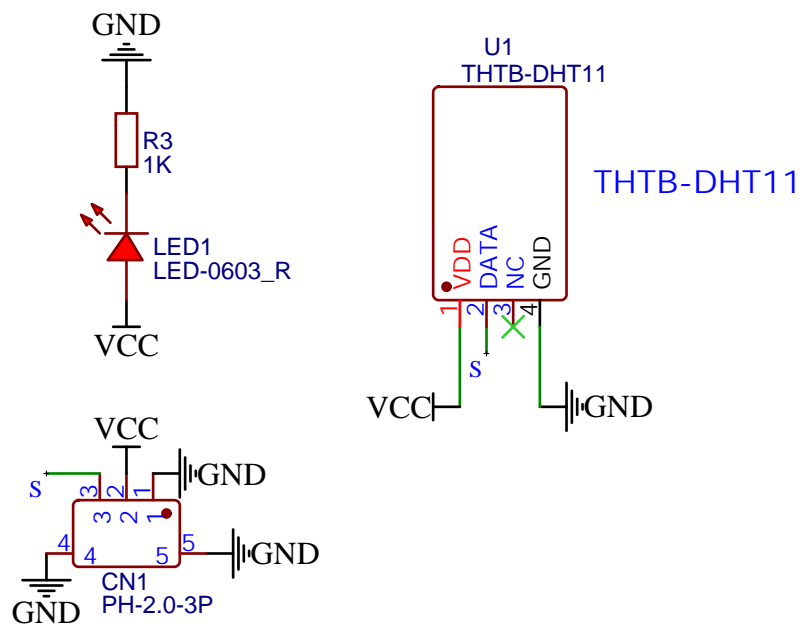 GND
R3
1K
LED1
LED-0603_R
VCC
U1
THTB-DHT11
THTB-DHT11
VDD
DATA
NC
GND
1
2
3
4
S
VCC
GND
VCC
S
GND
3
2
1
3
2
1
4
4
5
5
GND
GND
CN1
PH-2.0-3P